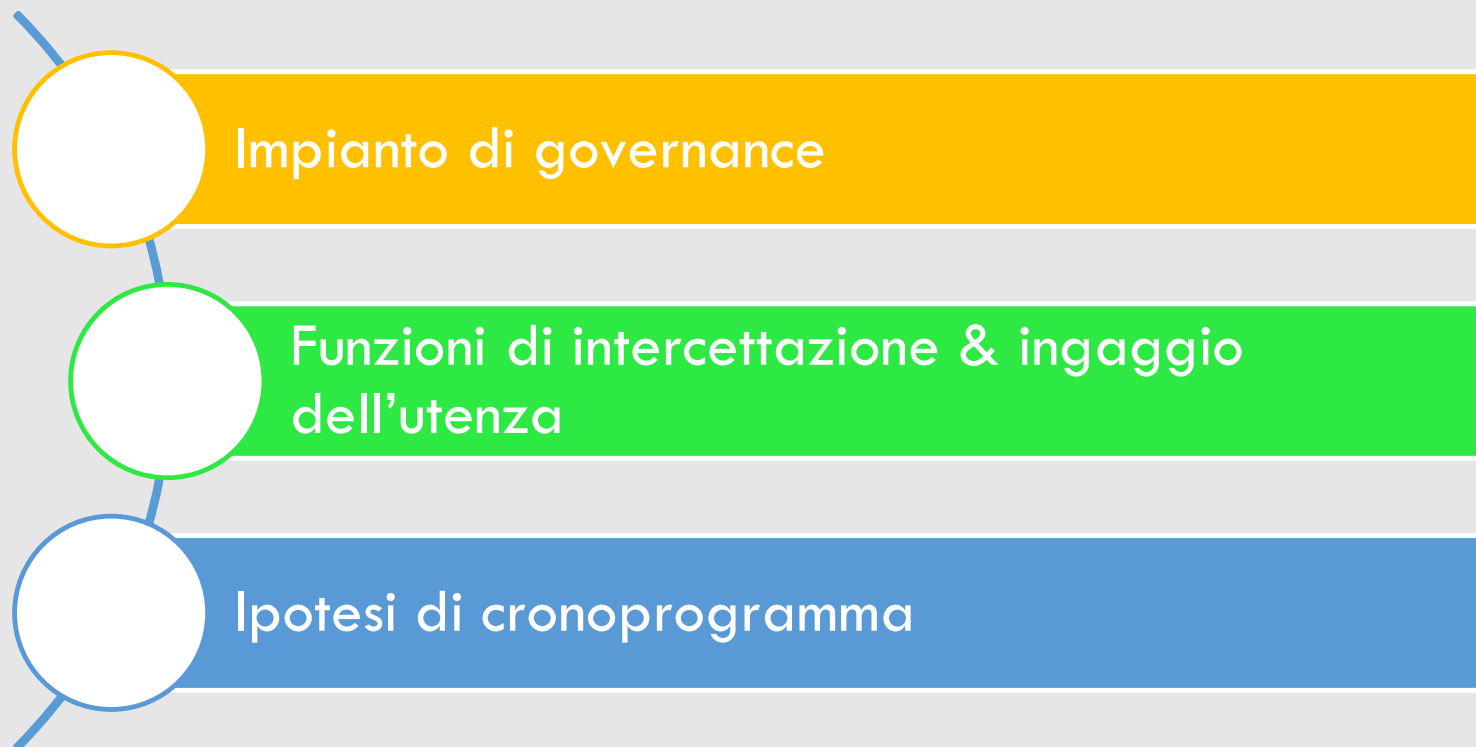 Impianto di governance
Funzioni di intercettazione & ingaggio
dell’utenza
Ipotesi di cronoprogramma